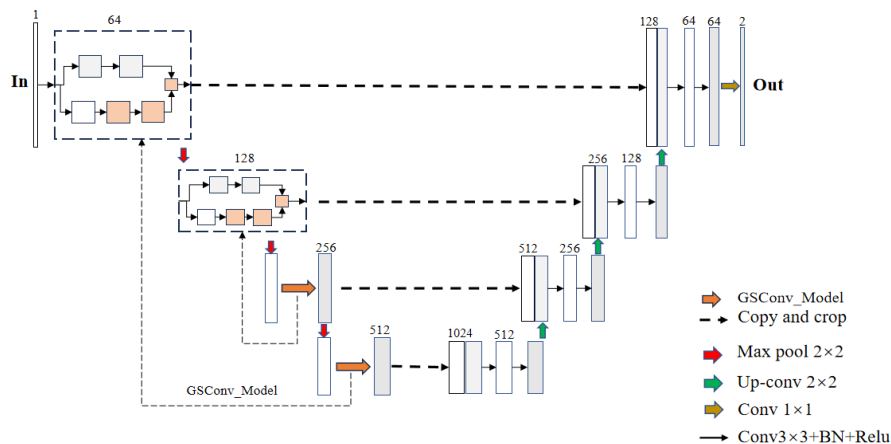 1
64
128
64
64
2
In
Out
128
256
128
256
512
256
512
1024
512
GSConv_Model
GSConv_Model
Copy and crop
Max pool 2×2
Up-conv 2×2
Conv 1×1
Conv3×3+BN+Relu